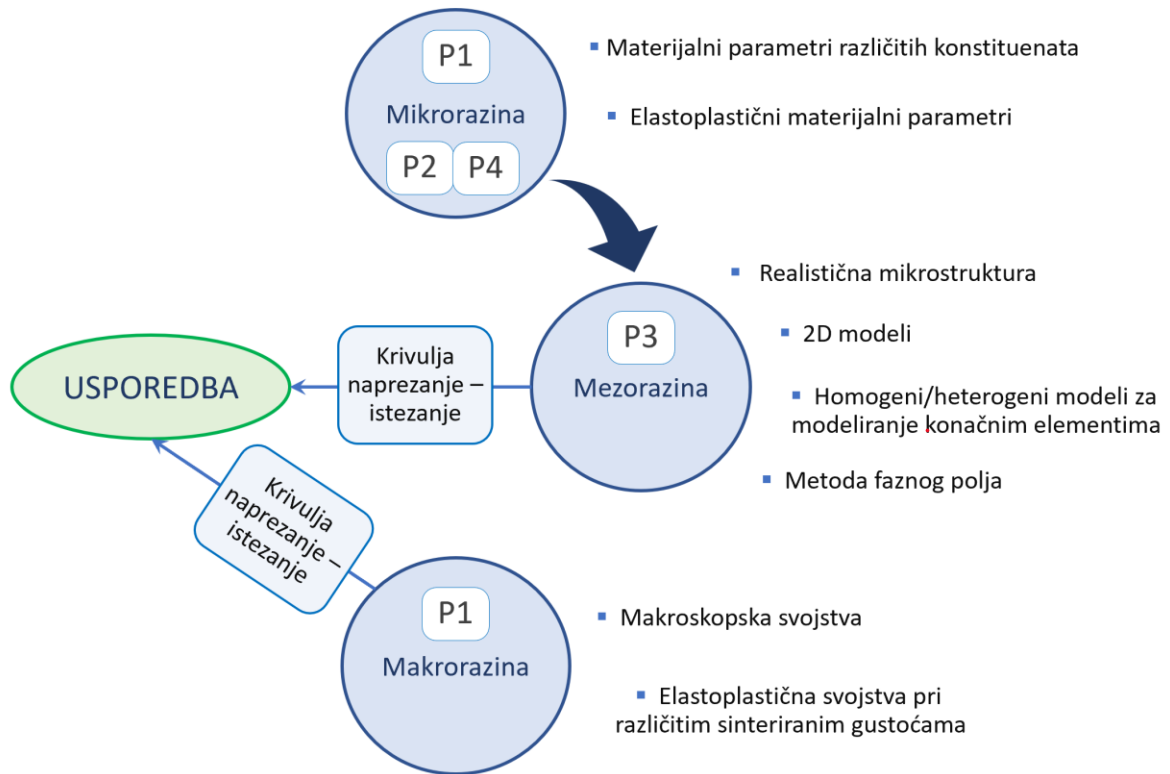 P1
Mikrorazina
P2
P4
▪ Materijalni parametri različitih konstituenata
▪ Elastoplastični materijalni parametri
▪ Realistična mikrostruktura
P3
Mezorazina
▪ 2D modeli
▪ Homogeni/heterogeni modeli za
modeliranje konačnim elementima
▪ Metoda faznog polja
Krivulja
naprezanje –
istezanje
USPOREDBA
Krivulja
naprezanje –
istezanje
P1
Makrorazina
▪ Makroskopska svojstva
▪ Elastoplastična svojstva pri
različitim sinteriranim gustoćama